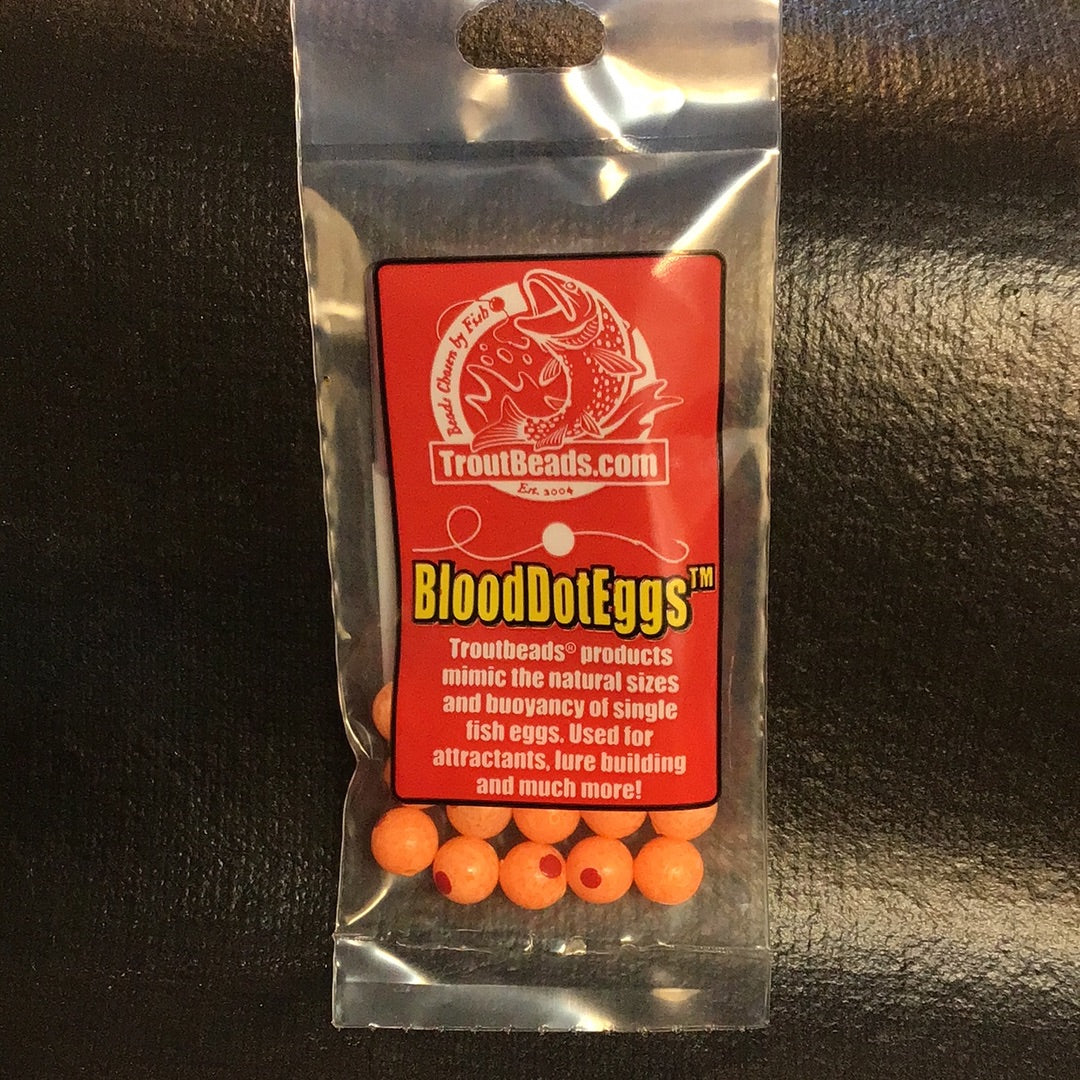 Beads Chosen by Fish
TroutBeads.com
Est. 2004
BloodDotEggs™
Troutbeads® products
mimic the natural sizes
and buoyancy of single
fish eggs. Used for
attractants, lure building
and much more!